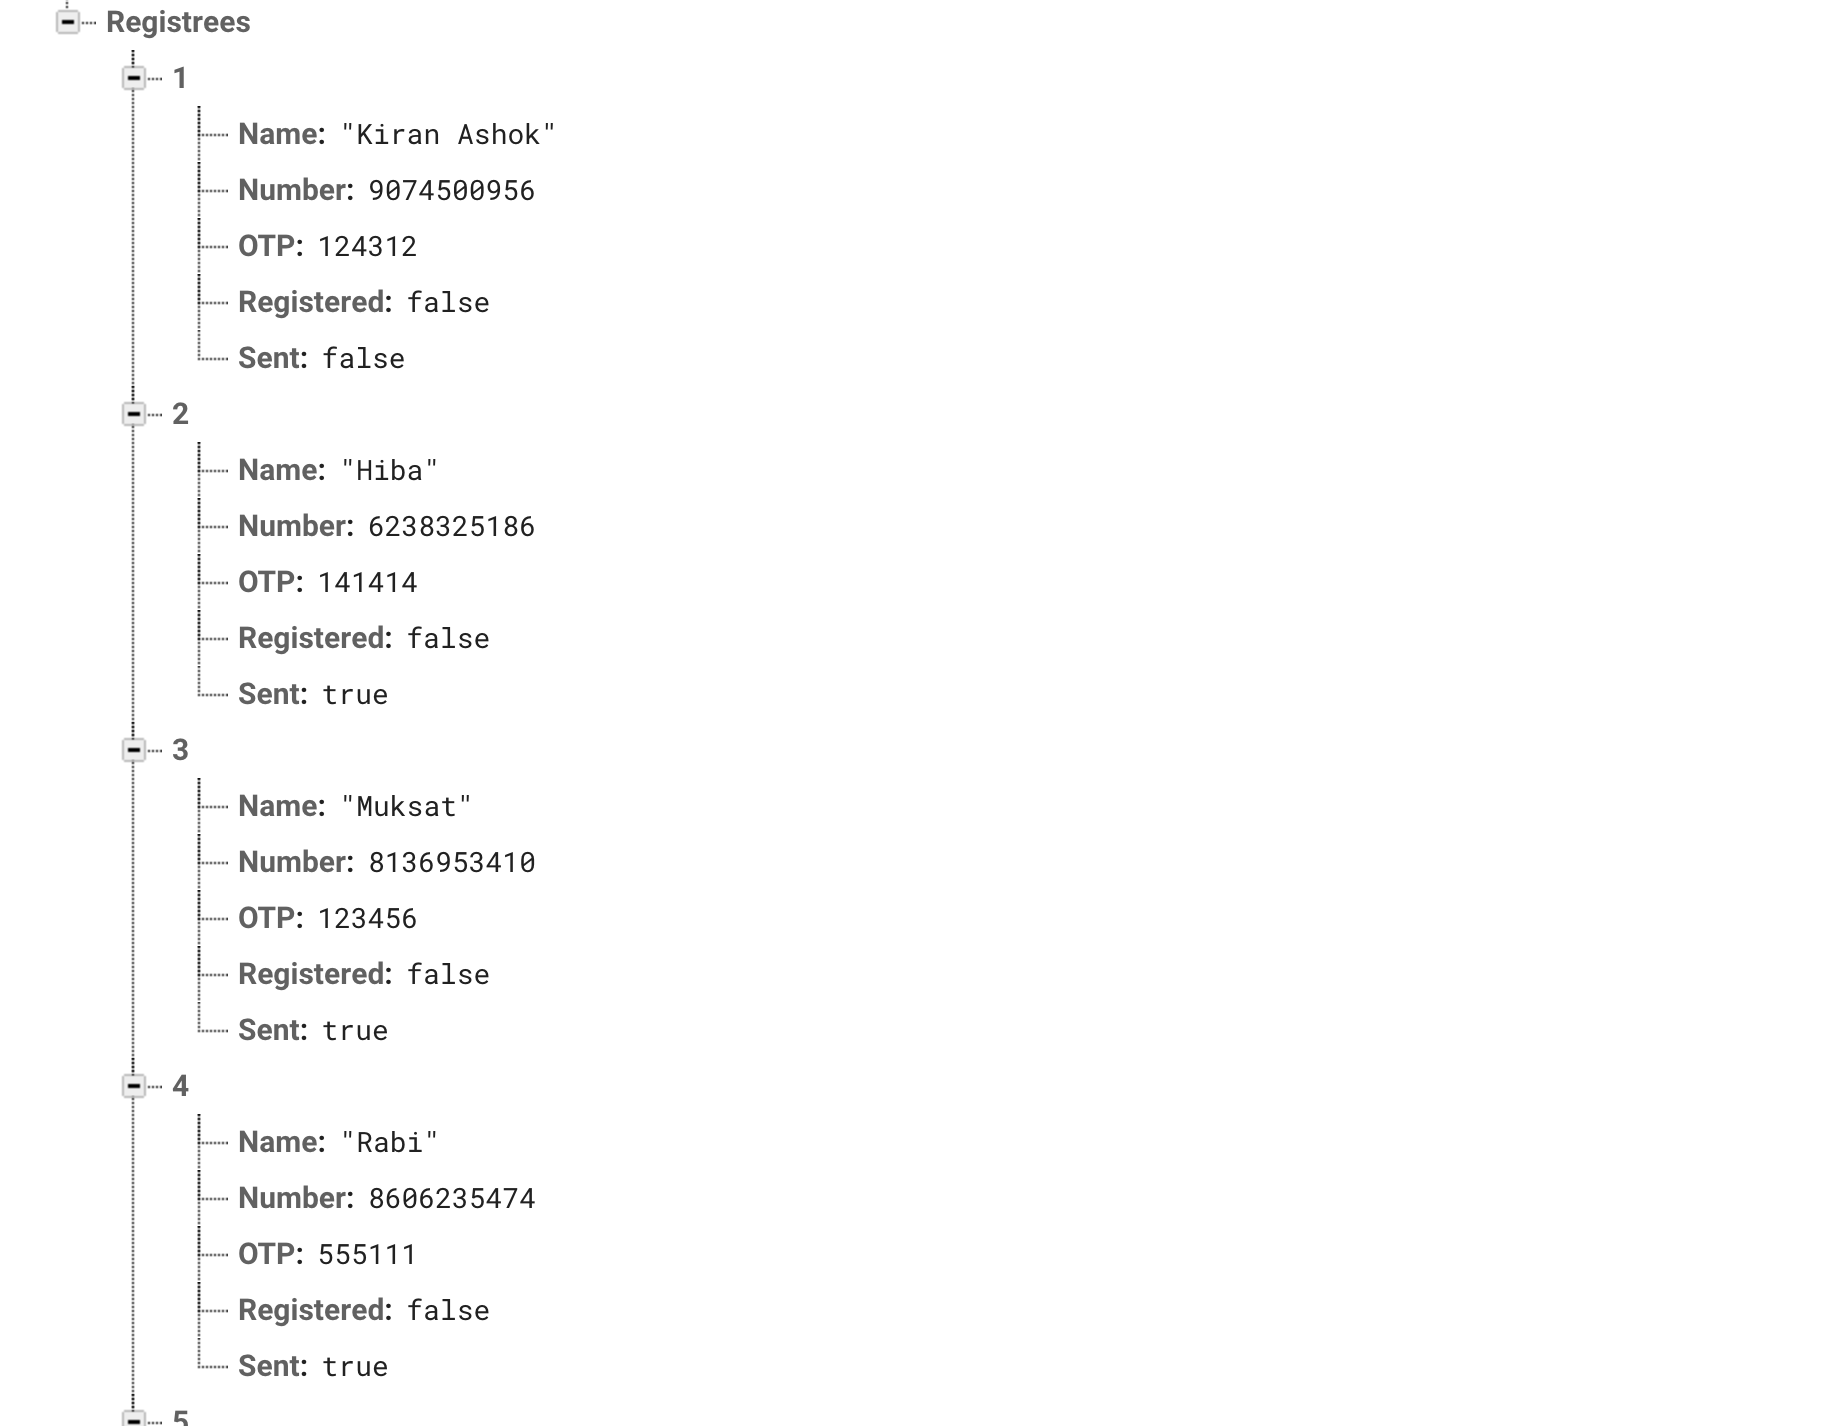 Registrees
1
Name: "Kiran Ashok"
Number: 9074500956
OTP: 124312
Registered: false
Sent: false
2
Name: "Hiba"
Number: 6238325186
OTP: 141414
Registered: false
Sent: true
3
Name: "Muksat"
Number: 8136953410
OTP: 123456
Registered: false
Sent: true
4
Name: "Rabi"
Number: 8606235474
OTP: 555111
Registered: false
Sent: true
5